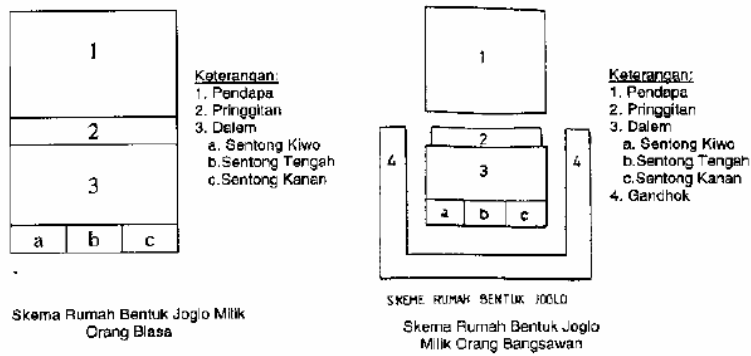 1
2
3
a b c
Keterangan:
1. Pendapa
2. Pringgitan
3. Dalem
a. Sentong Kiwo
b.Sentong Tengah
c.Sentong Kanan
Skema Rumah Bentuk Joglo Milik
Orang Biasa
1
2
4 3 4
a b c
Keterangan:
1. Pendapa
2. Pringgitan
3. Dalem
a. Sentong Kiwo
b.Sentong Tengah
c.Sentong Kanan
4. Gandhok
SKEME RUMAH BENTUK JOGLO
Skema Rumah Bentuk Joglo
Milik Orang Bangsawan